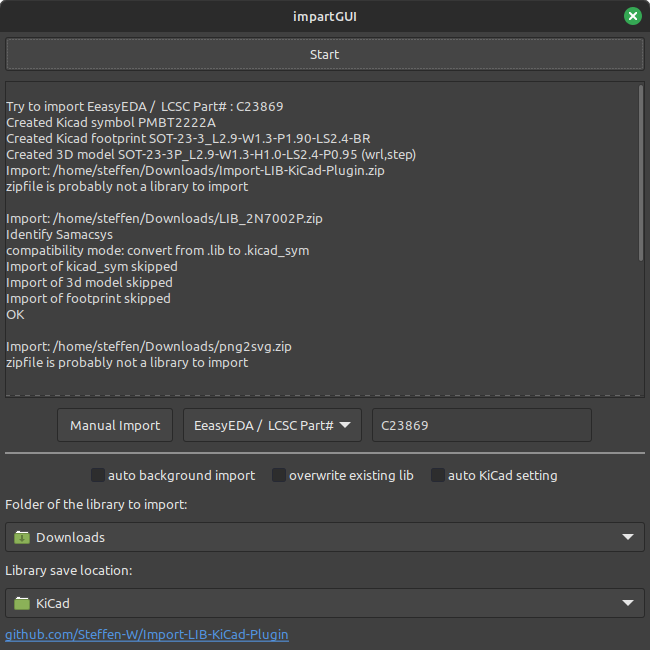 impartGUI
Start
Try to import EeasyEDA / LCSC Part# : C23869
Created Kicad symbol PMBT2222A
Created Kicad footprint SOT-23-3_L2.9-W1.3-P1.90-LS2.4-BR
Created 3D model SOT-23-3P_L2.9-W1.3-H1.0-LS2.4-P0.95 (wrl,step)
Import: /home/steffen/Downloads/Import-LIB-KiCad-Plugin.zip
zipfile is probably not a library to import
Import: /home/steffen/Downloads/LIB_2N7002P.zip
Identify Samacsys
compatibility mode: convert from .lib to .kicad_sym
Import of kicad_sym skipped
Import of 3d model skipped
Import of footprint skipped
OK
Import: /home/steffen/Downloads/png2svg.zip
zipfile is probably not a library to import
Manual Import EeasyEDA / LCSC Part# C23869
auto background import overwrite existing lib auto KiCad setting
Folder of the library to import:
Downloads
Library save location:
KiCad
github.com/Steffen-W/Import-LIB-KiCad-Plugin